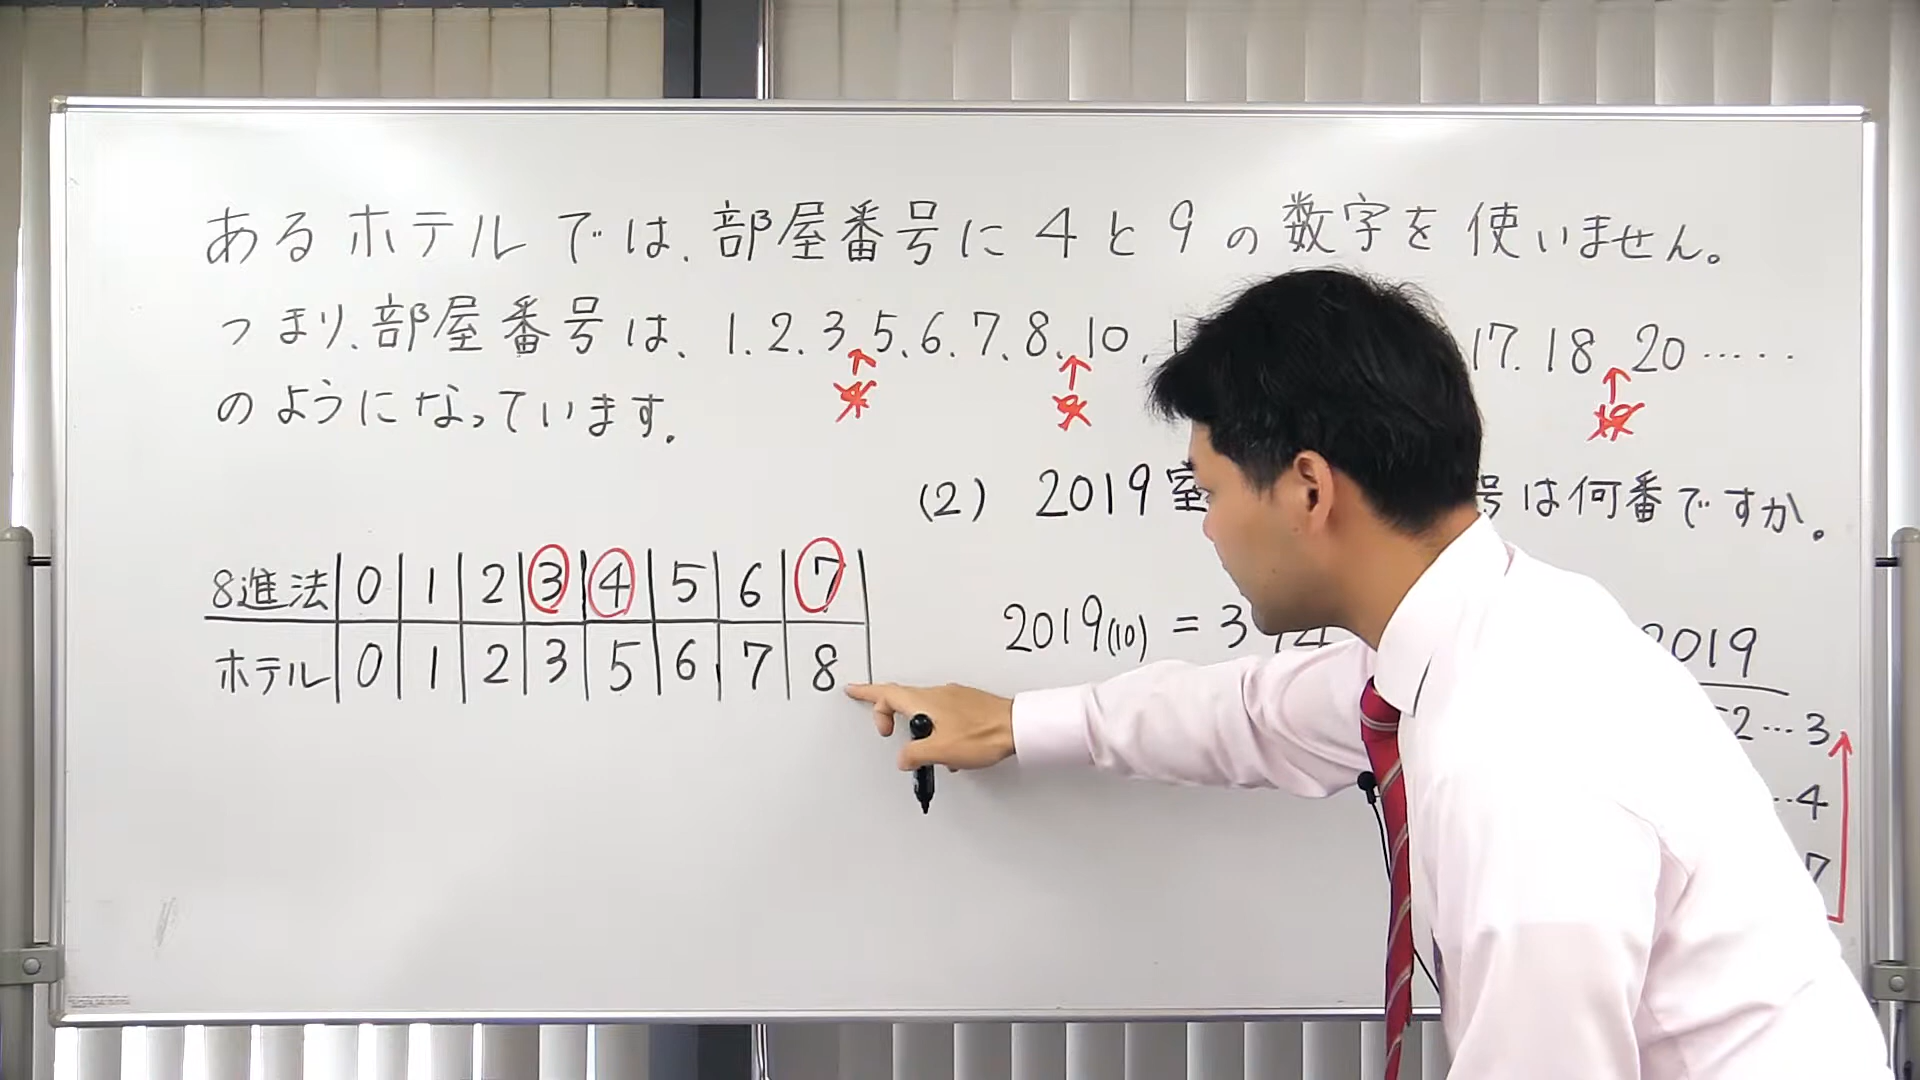 あるホテルでは、部屋番号に4と9の数字を使いません。
つまり、部屋番号は、1.2.3、5、6、7、8、10、1 17.18、20……
4 9 19
のようになっています。
(2) 2019室 号は何番ですか。
8進法 0 1 2 3 4 5 6 7
ホテル 0 1 2 3 5 6 7 8
2019(10) = 3
2019
2…3
…4
7